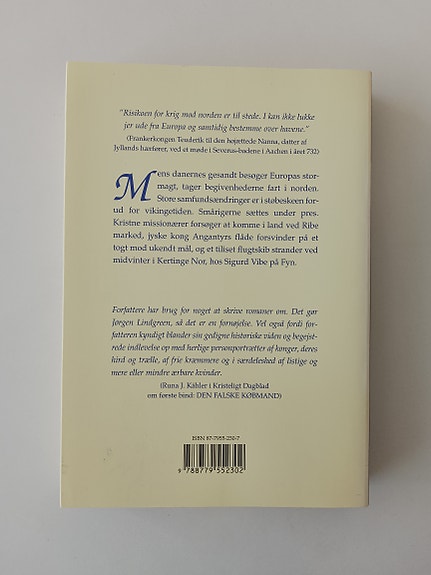 “Risikoen for krig mod norden er til stede. I kan ikke lukke
jer ude fra Europa og samtidig bestemme over havene.”
(Frankerkongen Teuderik til den højættede Nanna, datter af
Jyllands hærfører, ved et møde i Severus-badene i Aachen i året 732)
Mens danernes gesandt besøger Europas stor-
magt, tager begivenhederne fart i norden.
Store samfundsændringer er i støbeskeen for-
ud for vikingetiden. Smårigerne sættes under pres.
Kristne missionærer forsøger at komme i land ved Ribe
marked, jyske kong Angantyrs flåde forsvinder på et
togt mod ukendt mål, og et tiliset flugtskib strander ved
midvinter i Kertinge Nor, hos Sigurd Vibe på Fyn.
Forfattere har brug for noget at skrive romaner om. Det gør
Jørgen Lindgreen, så det er en fornøjelse. Vel også fordi for-
fatteren kyndigt blander sin gedigne historiske viden og begejst-
rede indlevelse op med herlige personportrætter af konger, deres
hird og trælle, af frie kræmmere og i særdeleshed af listige og
mere eller mindre ærbare kvinder.
(Runa J. Kähler i Kristeligt Dagblad
om første bind: DEN FALSKE KØBMAND)
ISBN 87-7955-230-7
9 788779 552302